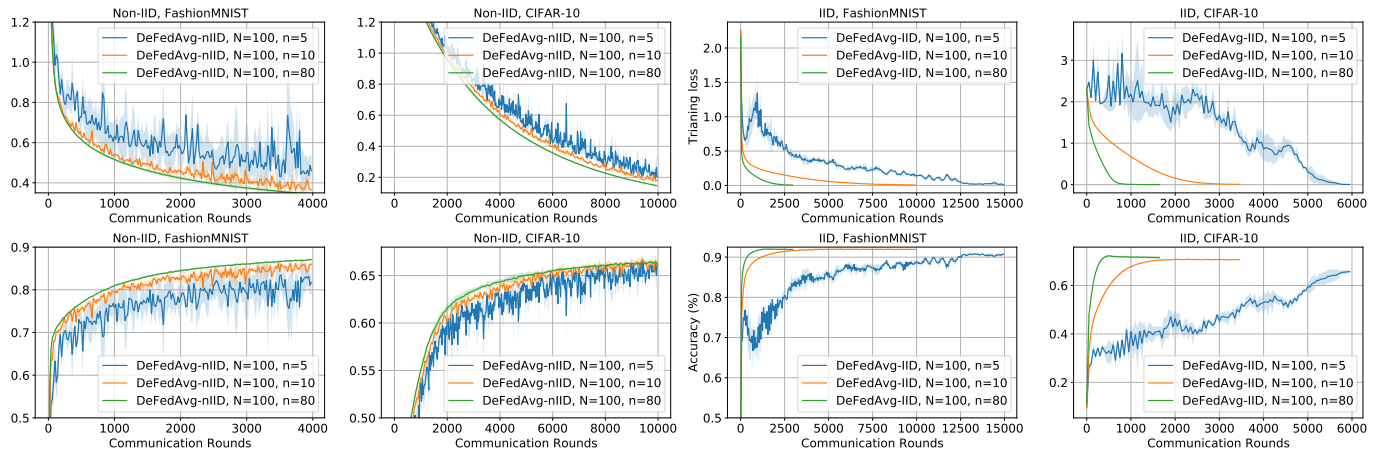 Non-IID, FashionMNIST
1.2
1.0
0.8
0.6
0.4
DeFedAvg-nIID, N=100, n=5
DeFedAvg-nIID, N=100, n=10
DeFedAvg-nIID, N=100, n=80
0 1000 2000 3000 4000
Communication Rounds
Non-IID, CIFAR-10
1.2
1.0
0.8
0.6
0.4
0.2
DeFedAvg-nIID, N=100, n=5
DeFedAvg-nIID, N=100, n=10
DeFedAvg-nIID, N=100, n=80
0 2000 4000 6000 8000 10000
Communication Rounds
IID, FashionMNIST
Trianing loss
2.0
1.5
1.0
0.5
0.0
DeFedAvg-IID, N=100, n=5
DeFedAvg-IID, N=100, n=10
DeFedAvg-IID, N=100, n=80
0 2500 5000 7500 10000 12500 15000
Communication Rounds
IID, CIFAR-10
3
2
1
0
DeFedAvg-IID, N=100, n=5
DeFedAvg-IID, N=100, n=10
DeFedAvg-IID, N=100, n=80
0 1000 2000 3000 4000 5000 6000
Communication Rounds
Non-IID, FashionMNIST
0.9
0.8
0.7
0.6
0.5
DeFedAvg-nIID, N=100, n=5
DeFedAvg-nIID, N=100, n=10
DeFedAvg-nIID, N=100, n=80
0 1000 2000 3000 4000
Communication Rounds
Non-IID, CIFAR-10
0.65
0.60
0.55
0.50
DeFedAvg-nIID, N=100, n=5
DeFedAvg-nIID, N=100, n=10
DeFedAvg-nIID, N=100, n=80
0 2000 4000 6000 8000 10000
Communication Rounds
IID, FashionMNIST
Accuracy (%)
0.9
0.8
0.7
0.6
0.5
DeFedAvg-IID, N=100, n=5
DeFedAvg-IID, N=100, n=10
DeFedAvg-IID, N=100, n=80
0 2500 5000 7500 10000 12500 15000
Communication Rounds
IID, CIFAR-10
0.6
0.4
0.2
DeFedAvg-IID, N=100, n=5
DeFedAvg-IID, N=100, n=10
DeFedAvg-IID, N=100, n=80
0 1000 2000 3000 4000 5000 6000
Communication Rounds